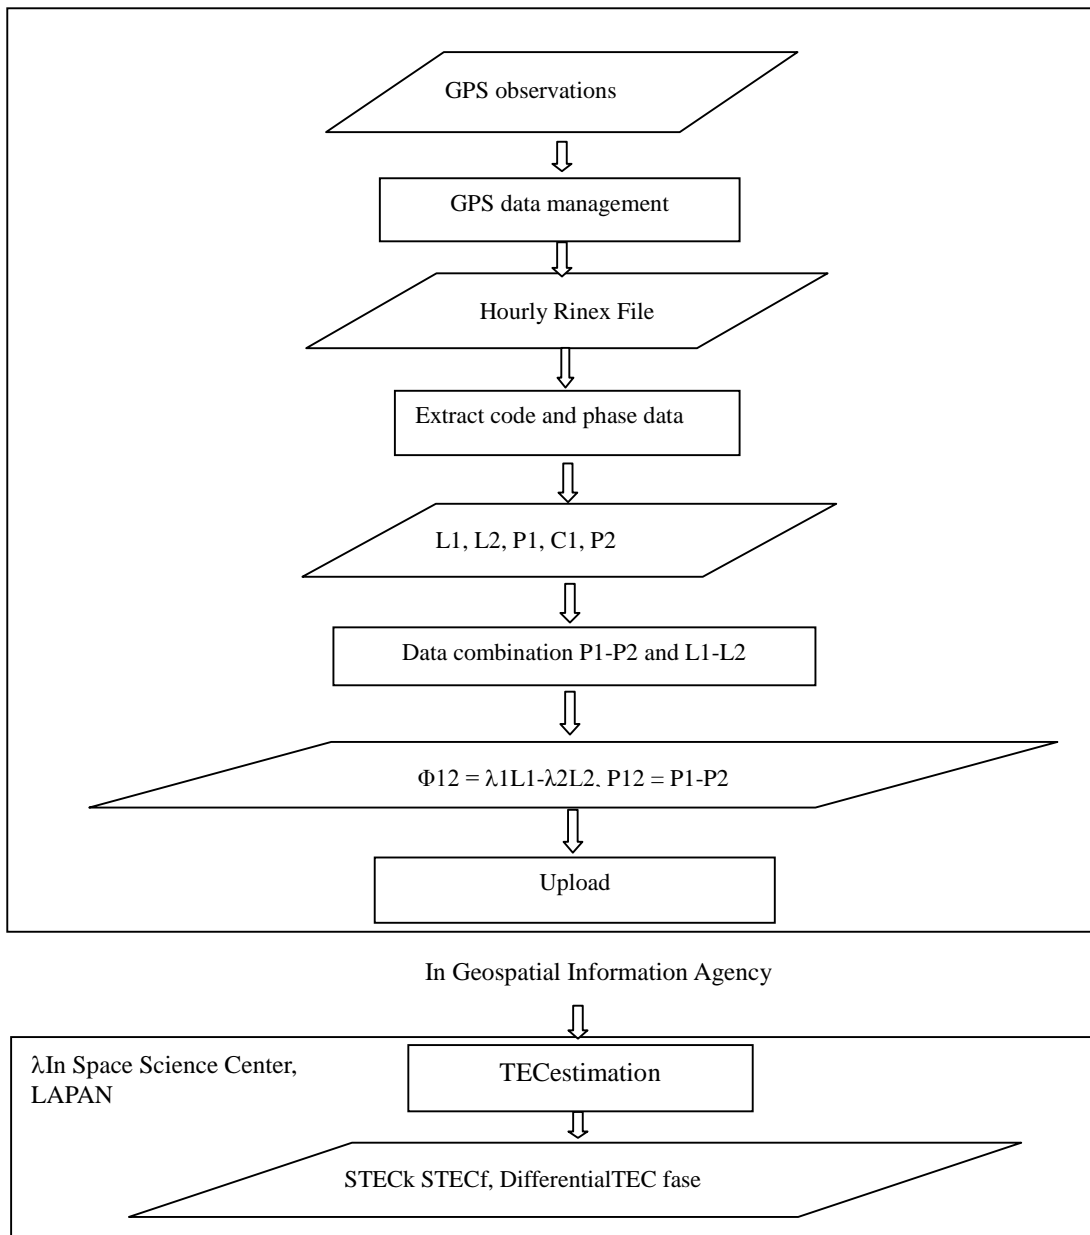 GPS observations
GPS data management
Hourly Rinex File
Extract code and phase data
L1, L2, P1, C1, P2
Data combination P1-P2 and L1-L2
Φ12 = λ1L1-λ2L2, P12 = P1-P2
Upload
In Geospatial Information Agency
λIn Space Science Center,
LAPAN
TECestimation
STECk STECf, DifferentialTEC fase